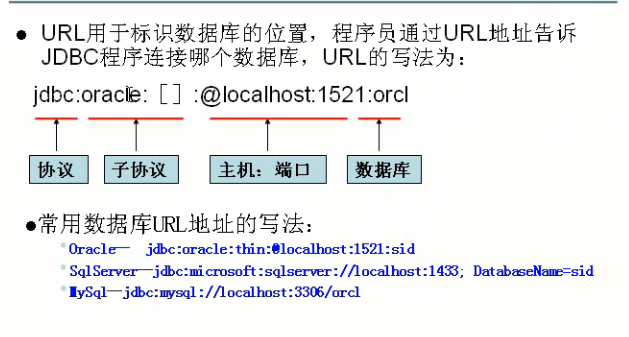 ● URL用于标识数据库的位置，程序员通过URL地址告诉
JDBC程序连接哪个数据库，URL的写法为：
jdbc:oracle:［］:@localhost:1521:orcl
协议 子协议 主机：端口 数据库
●常用数据库URL地址的写法：
•Oracle— jdbc:oracle:thin:@localhost:1521:sid
•SqlServer—jdbc:microsoft:sqlserver://localhost:1433; DatabaseName=sid
•MySql—jdbc:mysql://localhost:3306/orcl